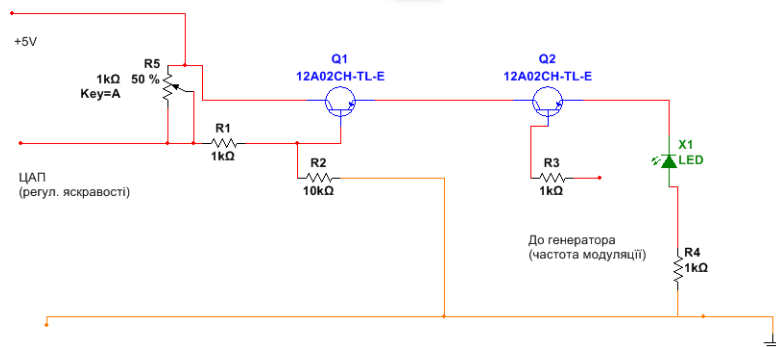 +5V
R5
1kΩ
50 %
Key=A
Q1
12A02CH-TL-E
Q2
12A02CH-TL-E
R1
1kΩ
R2
10kΩ
R3
1kΩ
X1
LED
ЦАП
(регул. яскравості)
До генератора
(частота модуляції)
R4
1kΩ